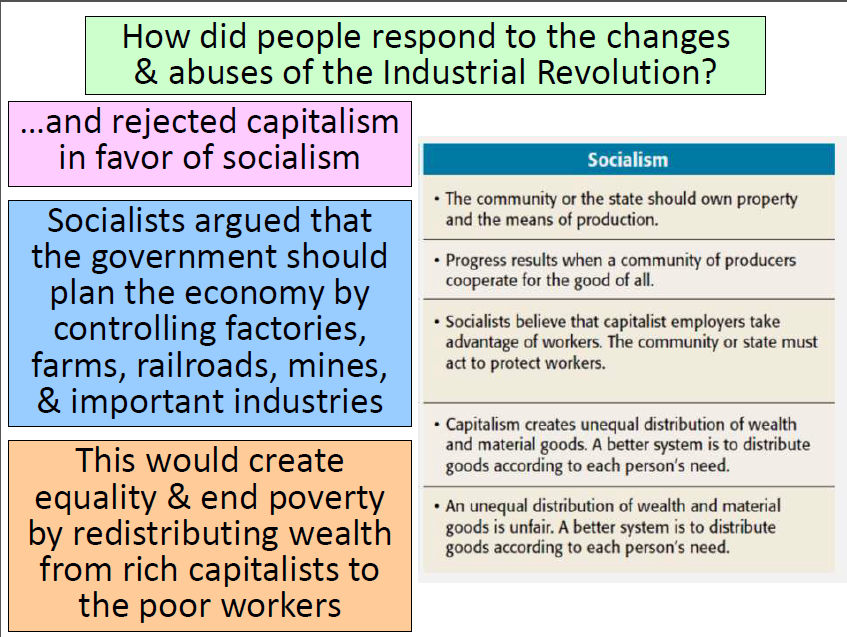 How did people respond to the changes
& abuses of the Industrial Revolution?
...and rejected capitalism
in favor of socialism
Socialists argued that
the government should
plan the economy by
controlling factories,
farms, railroads, mines,
& important industries
This would create
equality & end poverty
by redistributing wealth
from rich capitalists to
the poor workers
Socialism
• The community or the state should own property
and the means of production.
• Progress results when a community of producers
cooperate for the good of all.
• Socialists believe that capitalist employers take
advantage of workers. The community or state must
act to protect workers.
• Capitalism creates unequal distribution of wealth
and material goods. A better system is to distribute
goods according to each person's need.
• An unequal distribution of wealth and material
goods is unfair. A better system is to distribute
goods according to each person's need.